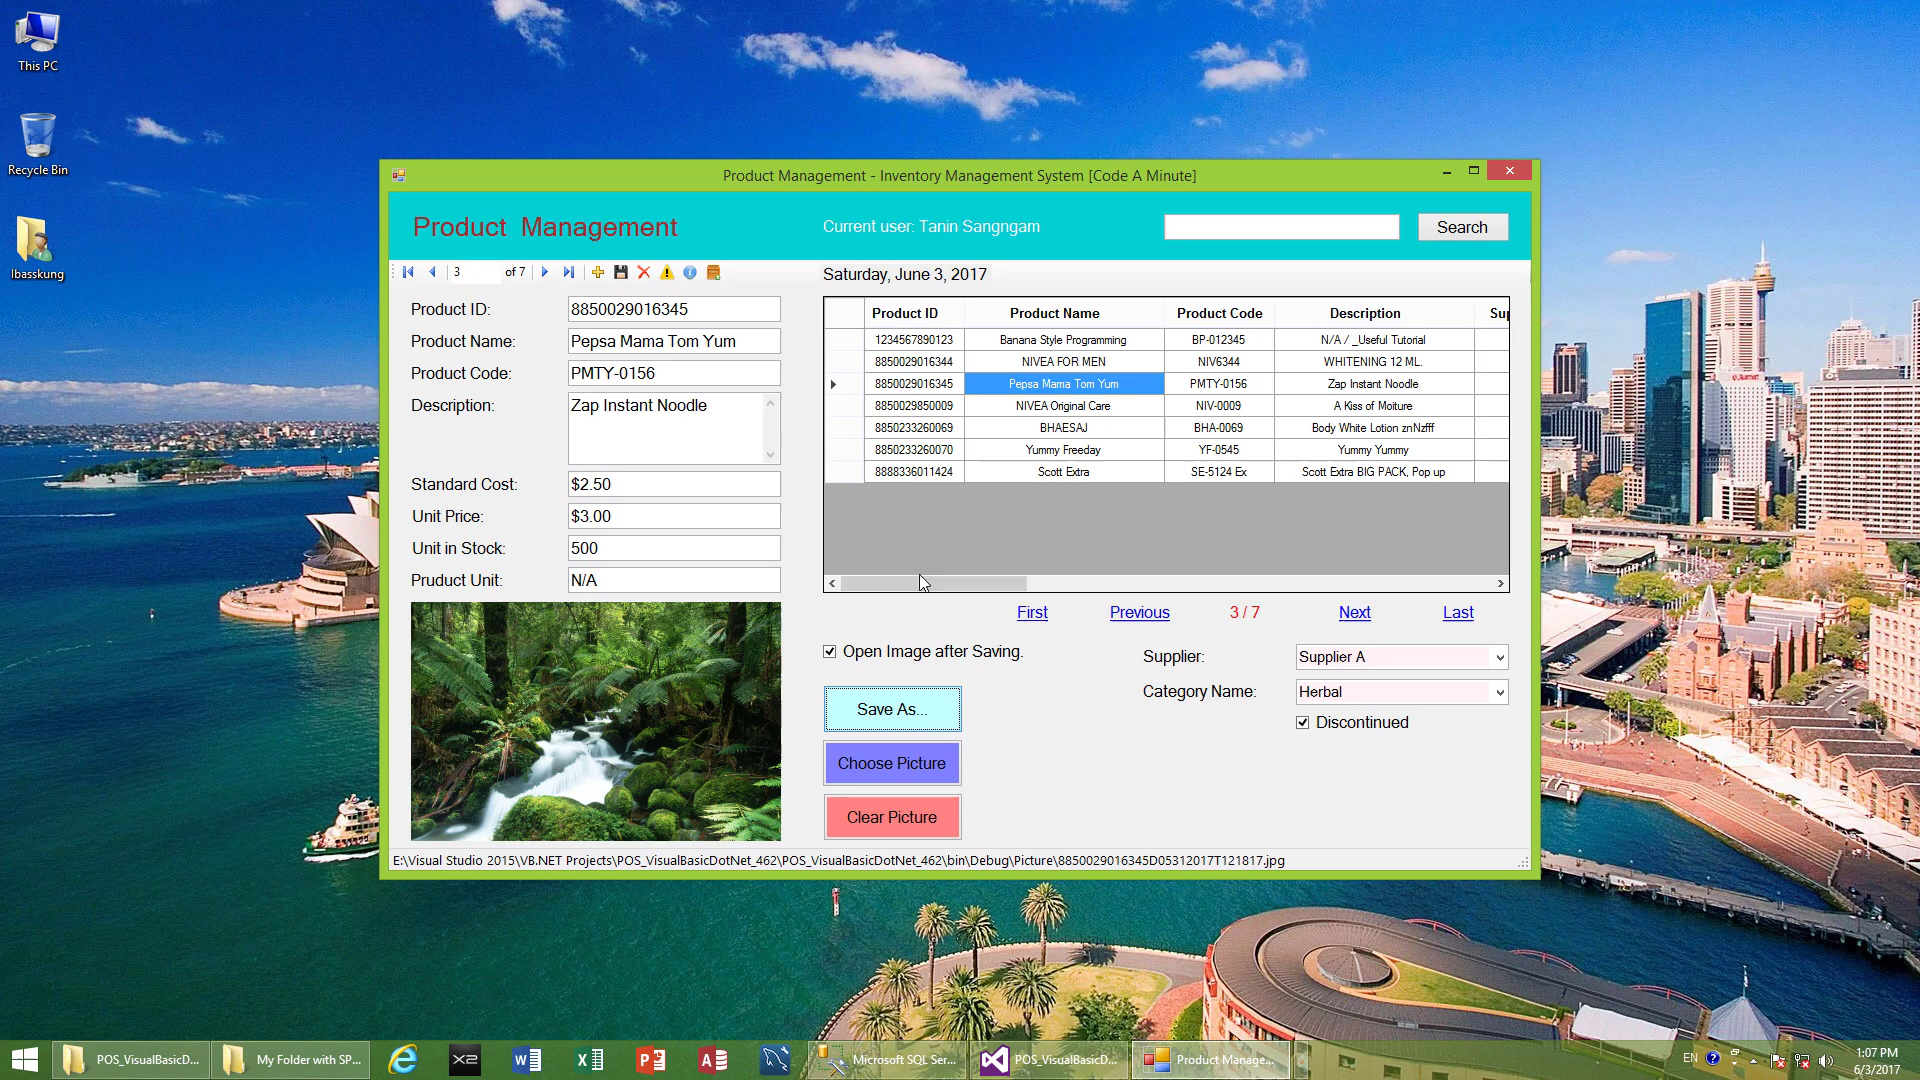 This PC
Recycle Bin
lbasskung
Product Management - Inventory Management System [Code A Minute]
Product Management
Current user: Tanin Sangngam
Search
3 of 7
Saturday, June 3, 2017
Product ID: 8850029016345
Product Name: Pepsa Mama Tom Yum
Product Code: PMTY-0156
Description: Zap Instant Noodle
Standard Cost: $2.50
Unit Price: $3.00
Unit in Stock: 500
Pruduct Unit: N/A
Product ID Product Name Product Code Description Sup
1234567890123 Banana Style Programming BP-012345 N/A / _Useful Tutorial
8850029016344 NIVEA FOR MEN NIV6344 WHITENING 12 ML.
8850029016345 Pepsa Mama Tom Yum PMTY-0156 Zap Instant Noodle
8850029850009 NIVEA Original Care NIV-0009 A Kiss of Moiture
8850233260069 BHAESAJ BHA-0069 Body White Lotion znNzfff
8850233260070 Yummy Freeday YF-0545 Yummy Yummy
8888336011424 Scott Extra SE-5124 Ex Scott Extra BIG PACK, Pop up
First Previous 3 / 7 Next Last
Open Image after Saving.
Save As...
Choose Picture
Clear Picture
Supplier: Supplier A
Category Name: Herbal
Discontinued
E:\Visual Studio 2015\VB.NET Projects\POS_VisualBasicDotNet_462\POS_VisualBasicDotNet_462\bin\Debug\Picture\8850029016345D05312017T121817.jpg
POS_VisualBasicD...
My Folder with SP...
X2
Microsoft SQL Ser...
POS_VisualBasicD...
Product Manage...
EN
1:07 PM
6/3/2017